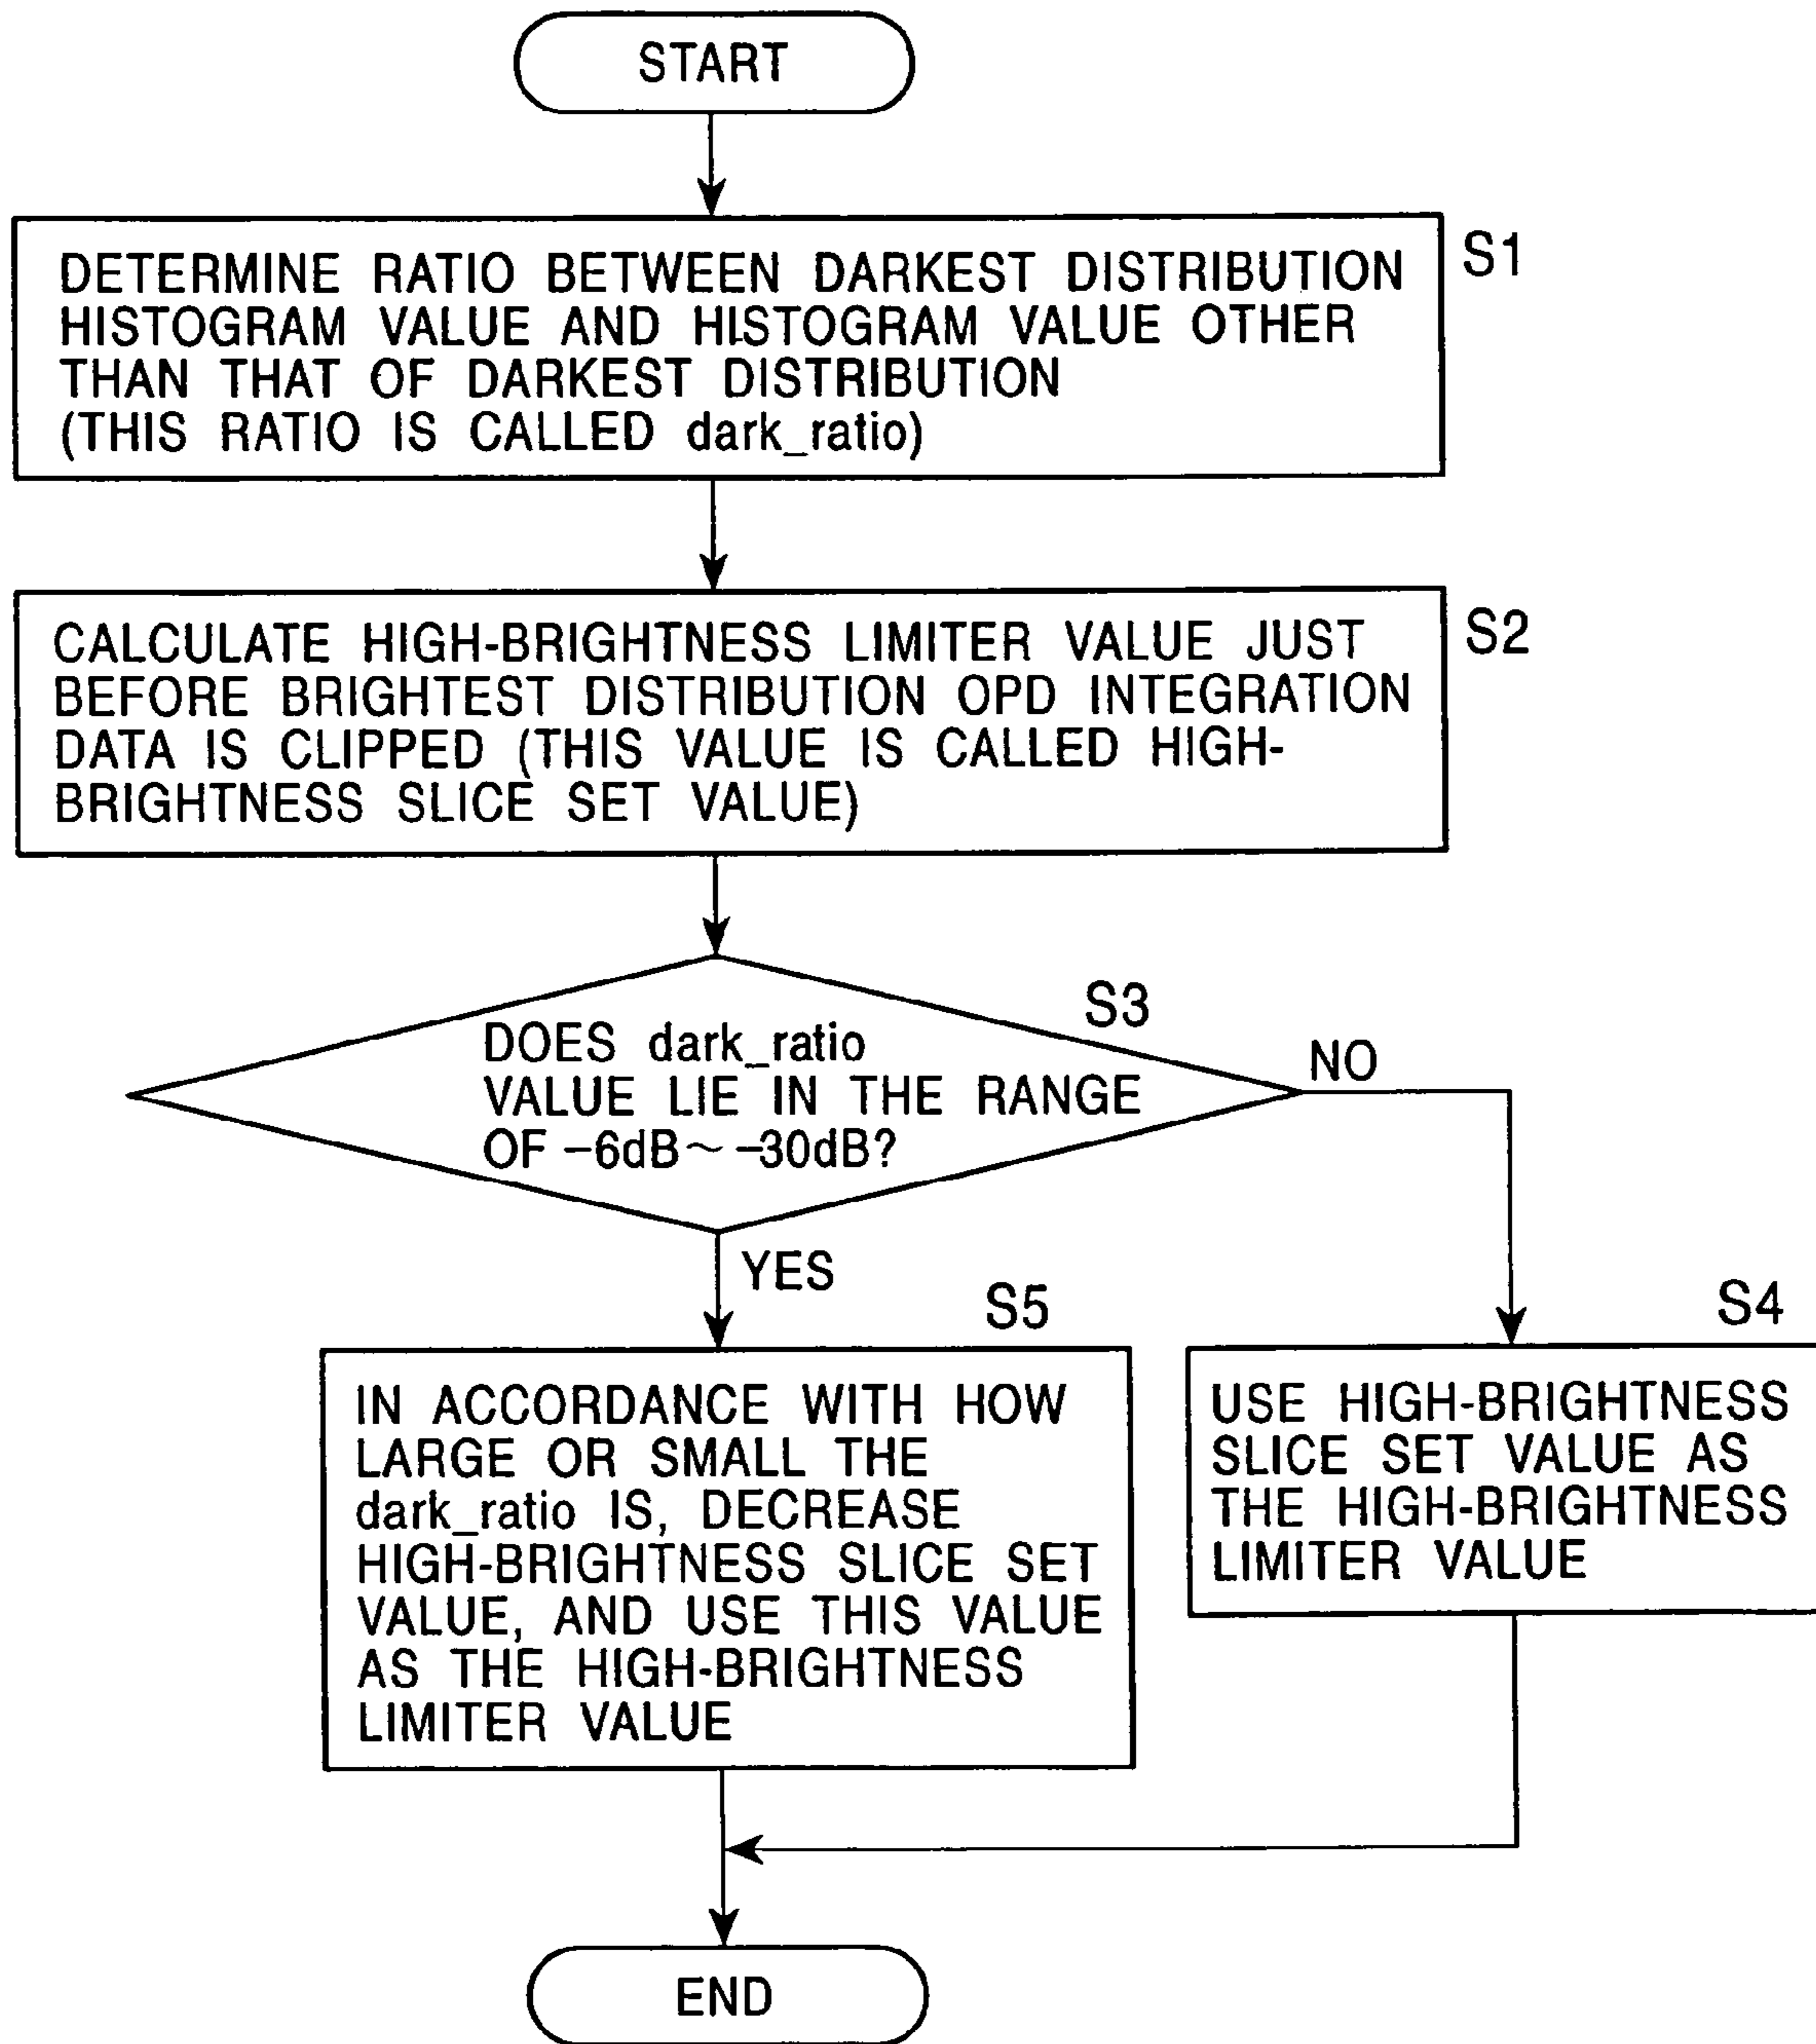 START
S1
DETERMINE RATIO BETWEEN DARKEST DISTRIBUTION
HISTOGRAM VALUE AND HISTOGRAM VALUE OTHER
THAN THAT OF DARKEST DISTRIBUTION
(THIS RATIO IS CALLED dark_ratio)
S2
CALCULATE HIGH-BRIGHTNESS LIMITER VALUE JUST
BEFORE BRIGHTEST DISTRIBUTION OPD INTEGRATION
DATA IS CLIPPED (THIS VALUE IS CALLED HIGH-
BRIGHTNESS SLICE SET VALUE)
S3
DOES dark_ratio
VALUE LIE IN THE RANGE
OF −6dB～−30dB?
NO
YES
S5
IN ACCORDANCE WITH HOW
LARGE OR SMALL THE
dark_ratio IS, DECREASE
HIGH-BRIGHTNESS SLICE SET
VALUE, AND USE THIS VALUE
AS THE HIGH-BRIGHTNESS
LIMITER VALUE
S4
USE HIGH-BRIGHTNESS
SLICE SET VALUE AS
THE HIGH-BRIGHTNESS
LIMITER VALUE
END